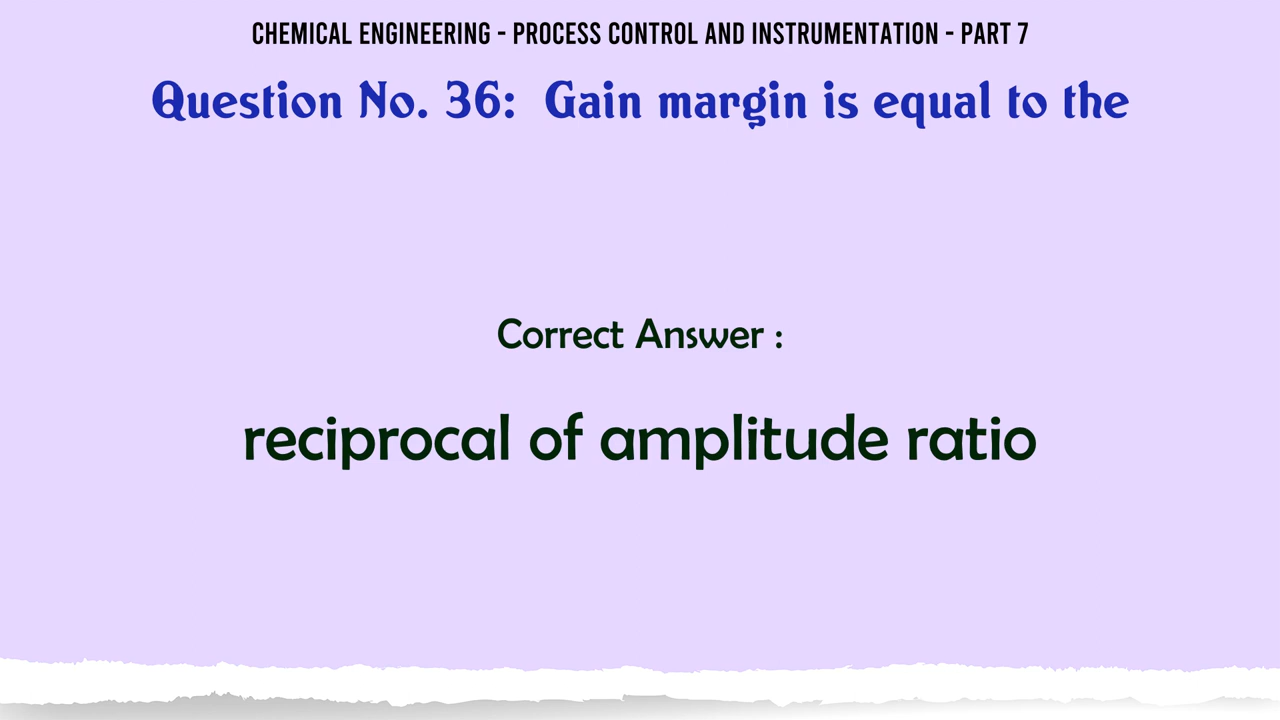 CHEMICAL ENGINEERING - PROCESS CONTROL AND INSTRUMENTATION - PART 7
Question No. 36: Gain margin is equal to the
Correct Answer :
reciprocal of amplitude ratio